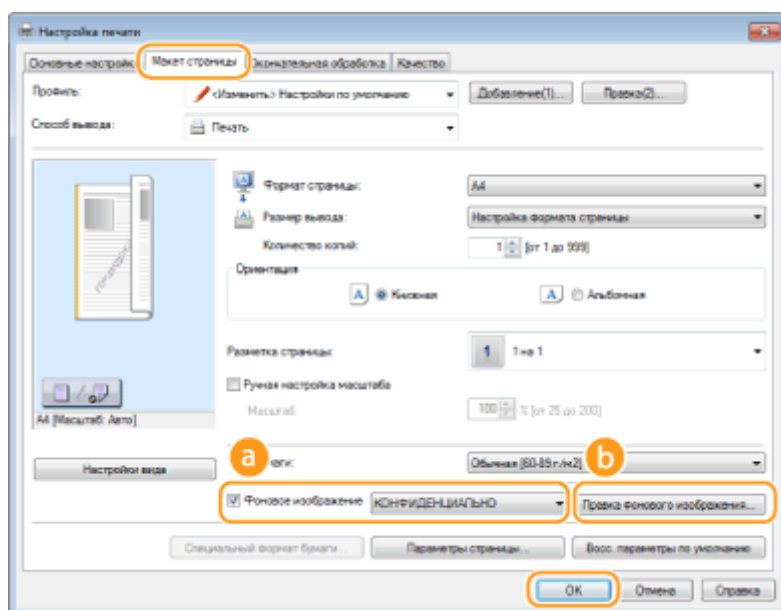 Настройка печати
Основные настройк Макет страницы Окончательная обработка Качество
Профиль: <Изменить> Настройки по умолчанию Добавление(1)... Правка(2)...
Способ вывода: Печать
Формат страницы: A4
Размер вывода: Настройка формата страницы
Количество копий: 1 [от 1 до 999]
Ориентация
A Книжная A Альбомная
Разметка страницы: 1 1 на 1
Ручная настройка масштаба
Масштаб: 100 % [от 25 до 200]
A4 [Масштаб: Авто]
a чати: Обычная [60-89 г/м2] b
Настройки вида
Фоновое изображение КОНФИДЕНЦИАЛЬНО Правка фонового изображения...
Специальный формат бумаги... Параметры страницы... Восс. параметры по умолчанию
OK Отмена Справка